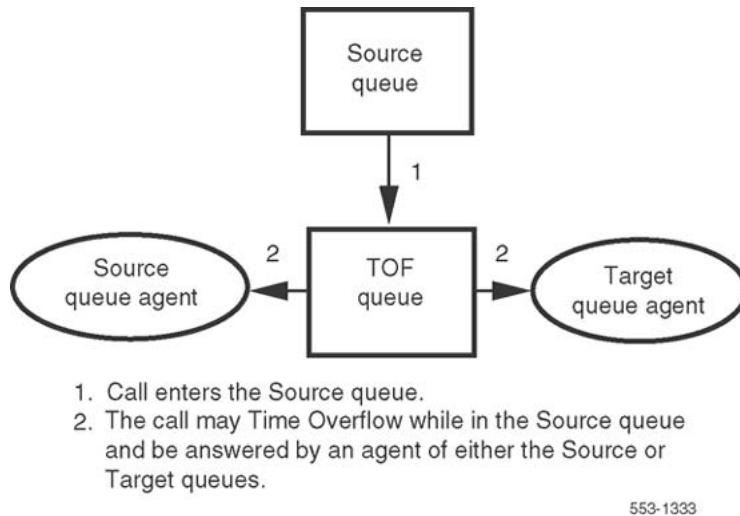 Source
queue
1
2
2
Source
queue agent
TOF
queue
Target
queue agent
1. Call enters the Source queue.
2. The call may Time Overflow while in the Source queue
and be answered by an agent of either the Source or
Target queues.
553-1333